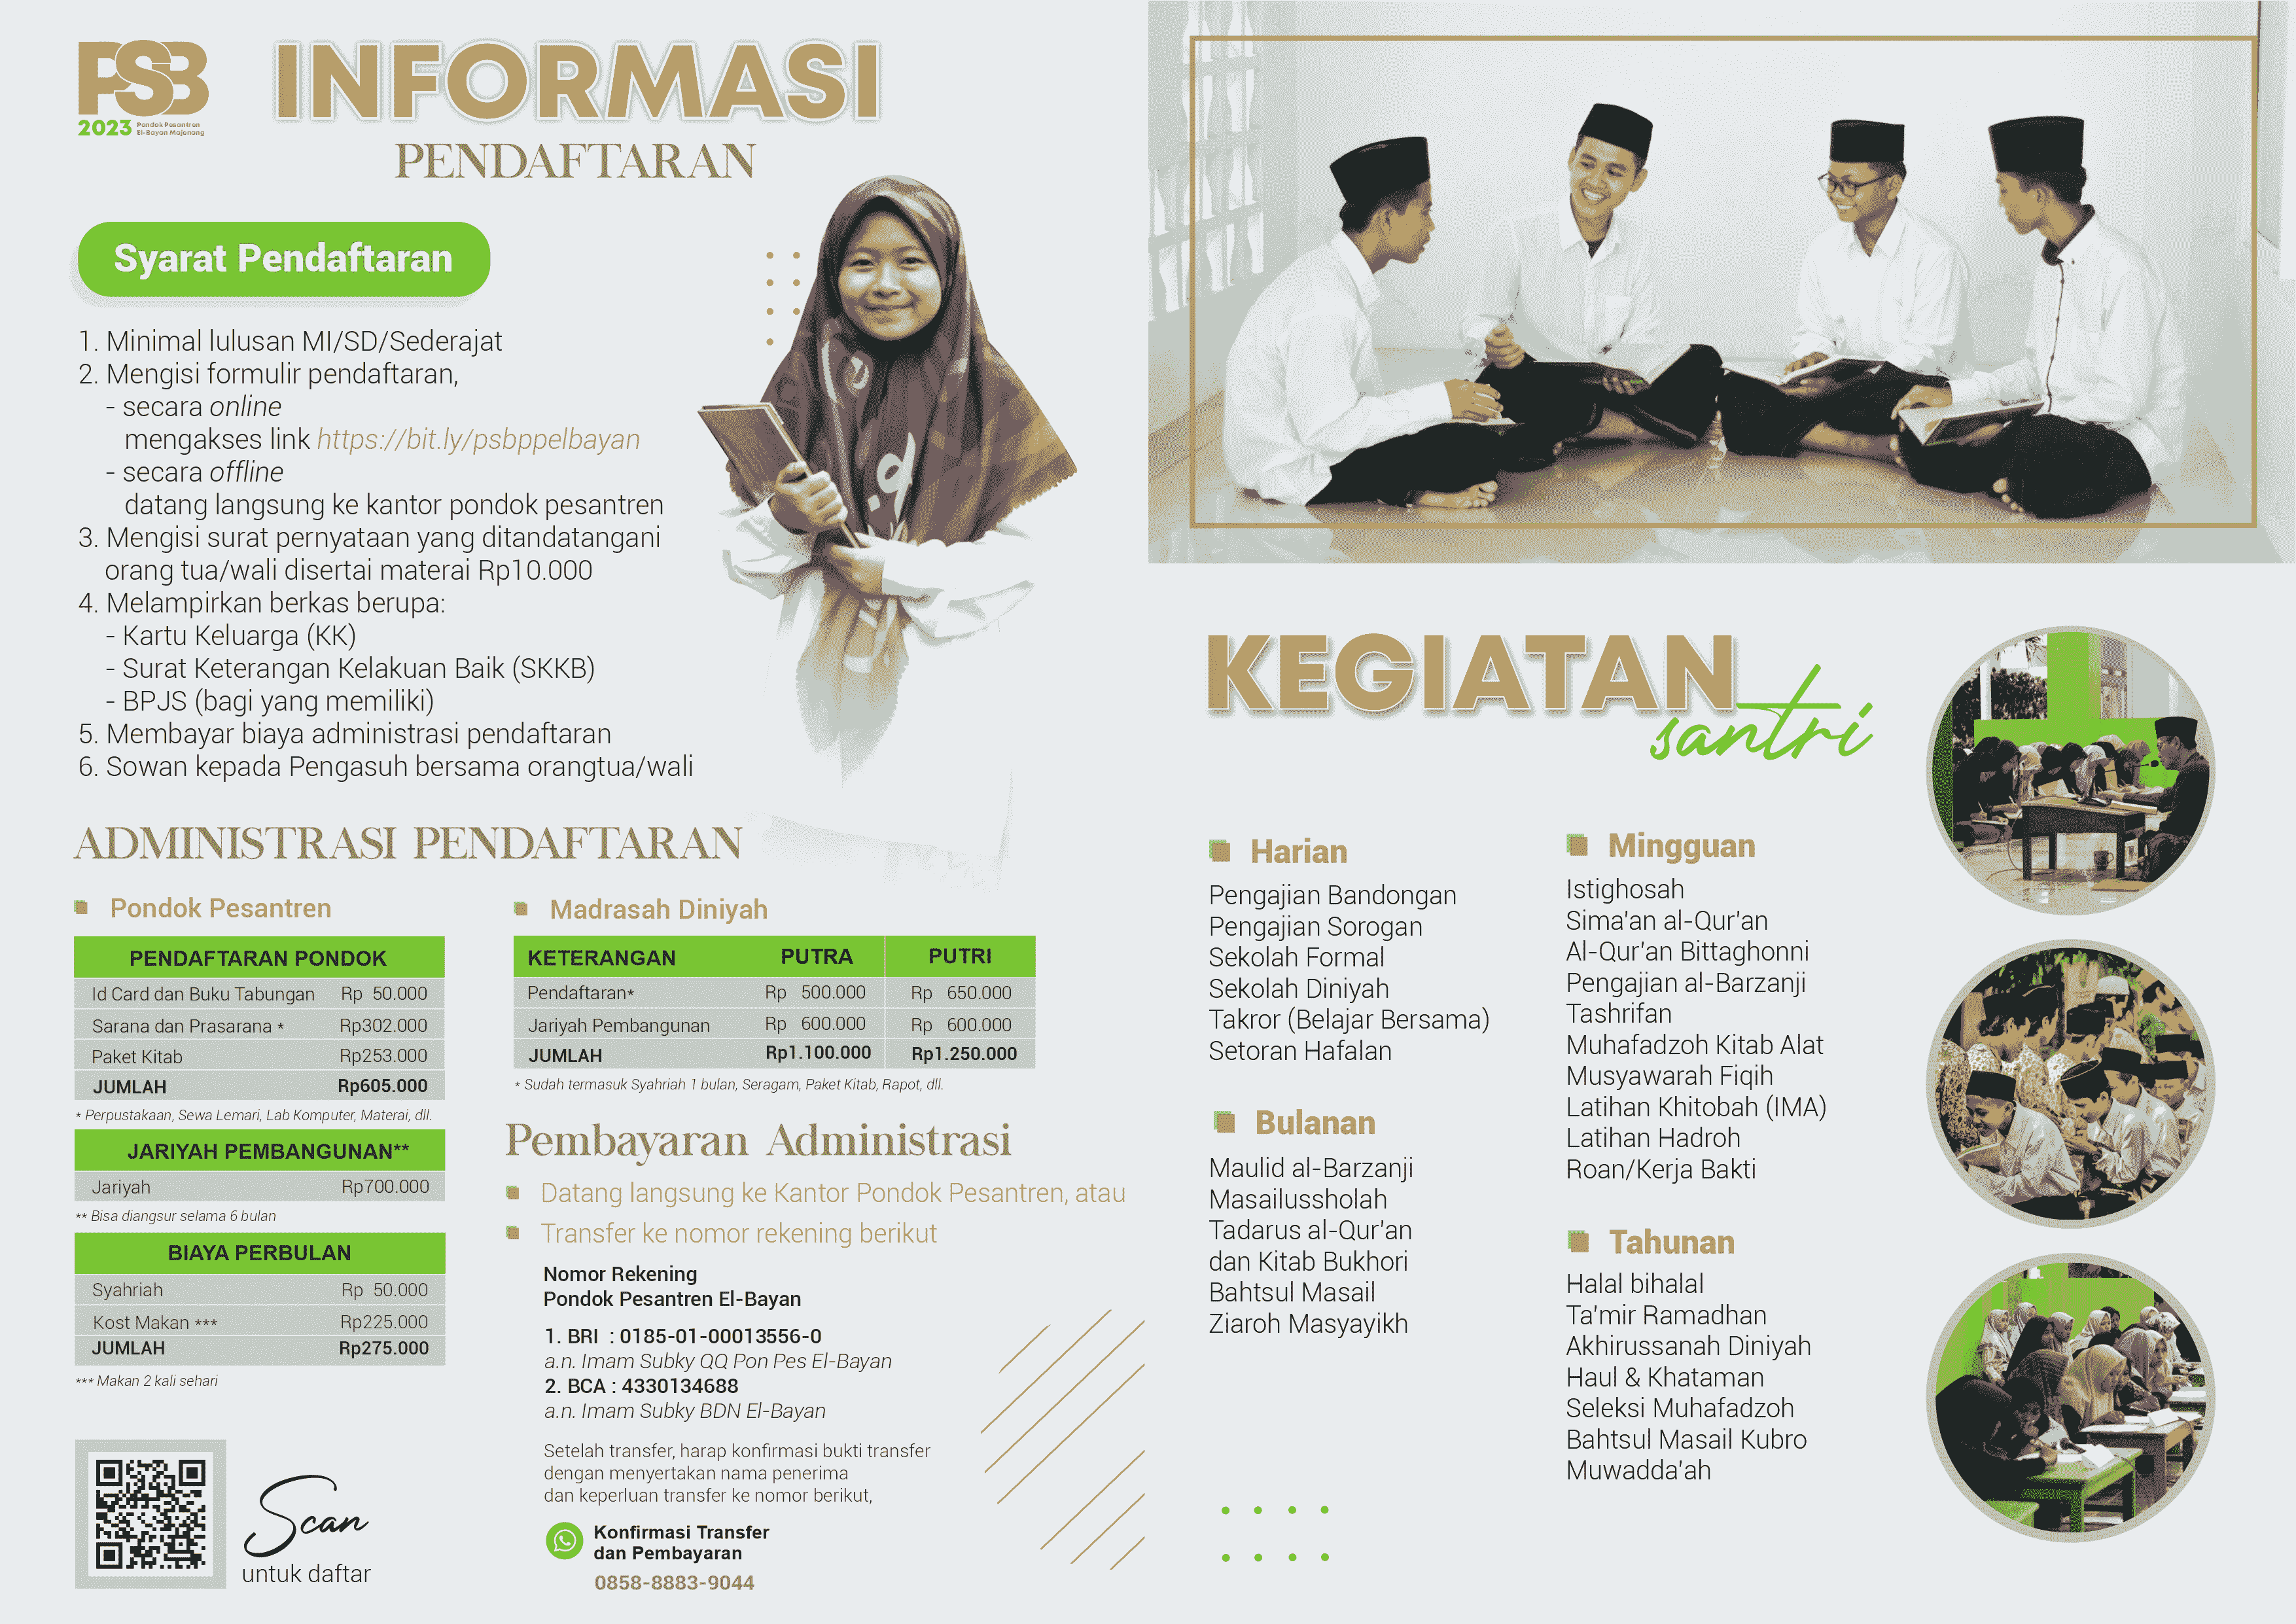 PSB
2023 Pondok Pesantren
El-Bayan Majenang
INFORMASI
PENDAFTARAN
Syarat Pendaftaran
1. Minimal lulusan MI/SD/Sederajat
2. Mengisi formulir pendaftaran,
- secara online
mengakses link https://bit.ly/psbppelbayan
- secara offline
datang langsung ke kantor pondok pesantren
3. Mengisi surat pernyataan yang ditandatangani
orang tua/wali disertai materai Rp10.000
4. Melampirkan berkas berupa:
- Kartu Keluarga (KK)
- Surat Keterangan Kelakuan Baik (SKKB)
- BPJS (bagi yang memiliki)
5. Membayar biaya administrasi pendaftaran
6. Sowan kepada Pengasuh bersama orangtua/wali
ADMINISTRASI PENDAFTARAN
Pondok Pesantren
PENDAFTARAN PONDOK
Id Card dan Buku Tabungan Rp 50.000
Sarana dan Prasarana * Rp302.000
Paket Kitab Rp253.000
JUMLAH Rp605.000
* Perpustakaan, Sewa Lemari, Lab Komputer, Materai, dll.
JARIYAH PEMBANGUNAN**
Jariyah Rp700.000
** Bisa diangsur selama 6 bulan
BIAYA PERBULAN
Syahriah Rp 50.000
Kost Makan *** Rp225.000
JUMLAH Rp275.000
*** Makan 2 kali sehari
Scan
untuk daftar
Madrasah Diniyah
KETERANGAN PUTRA PUTRI
Pendaftaran* Rp 500.000 Rp 650.000
Jariyah Pembangunan Rp 600.000 Rp 600.000
JUMLAH Rp1.100.000 Rp1.250.000
* Sudah termasuk Syahriah 1 bulan, Seragam, Paket Kitab, Rapot, dll.
Pembayaran Administrasi
Datang langsung ke Kantor Pondok Pesantren, atau
Transfer ke nomor rekening berikut
Nomor Rekening
Pondok Pesantren El-Bayan
1. BRI : 0185-01-00013556-0
a.n. Imam Subky QQ Pon Pes El-Bayan
2. BCA : 4330134688
a.n. Imam Subky BDN El-Bayan
Setelah transfer, harap konfirmasi bukti transfer
dengan menyertakan nama penerima
dan keperluan transfer ke nomor berikut,
Konfirmasi Transfer
dan Pembayaran
0858-8883-9044
KEGIATAN
santri
Harian
Pengajian Bandongan
Pengajian Sorogan
Sekolah Formal
Sekolah Diniyah
Takror (Belajar Bersama)
Setoran Hafalan
Bulanan
Maulid al-Barzanji
Masailussholah
Tadarus al-Qur'an
dan Kitab Bukhori
Bahtsul Masail
Ziaroh Masyayikh
Mingguan
Istighosah
Sima'an al-Qur'an
Al-Qur'an Bittaghonni
Pengajian al-Barzanji
Tashrifan
Muhafadzoh Kitab Alat
Musyawarah Fiqih
Latihan Khitobah (IMA)
Latihan Hadroh
Roan/Kerja Bakti
Tahunan
Halal bihalal
Ta'mir Ramadhan
Akhirussanah Diniyah
Haul & Khataman
Seleksi Muhafadzoh
Bahtsul Masail Kubro
Muwadda'ah